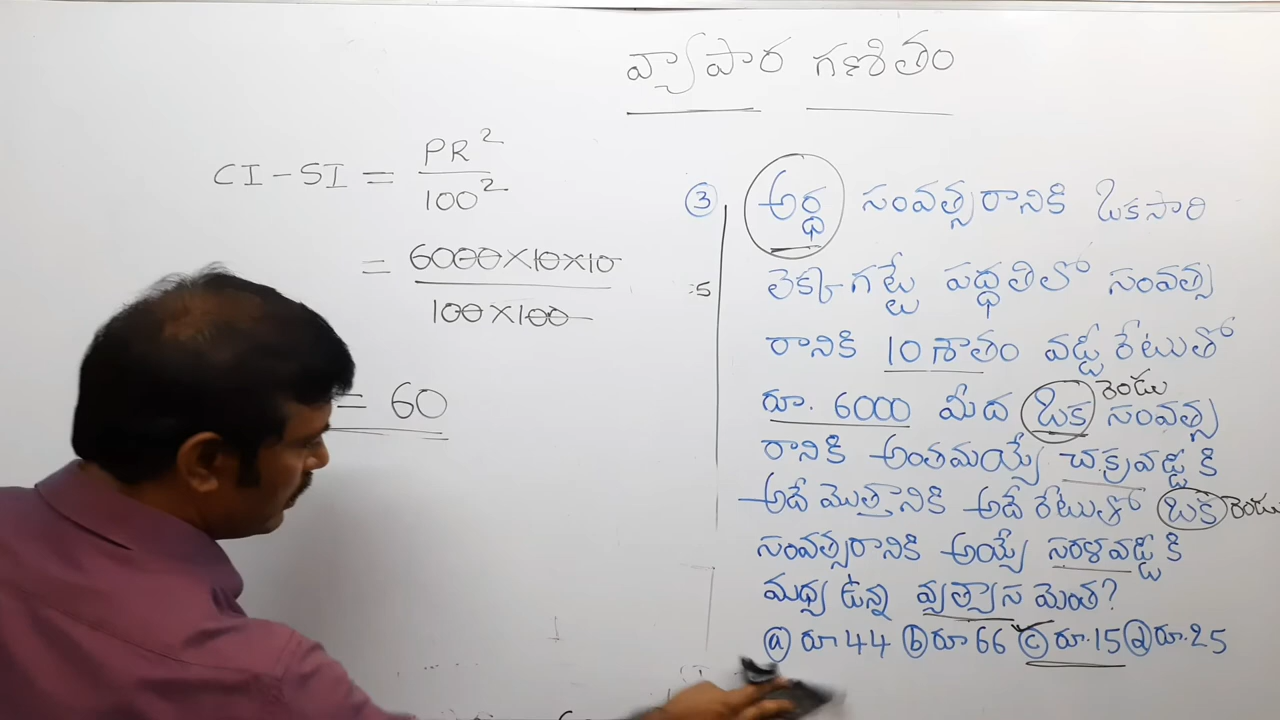 వ్యాపార గణితం
CI - SI = PR²
100²
= 6000×10×10
100×100
= 60
:5
③ అర్ధ సంవత్సరానికి ఒకసారి
లెక్కగట్టే పద్ధతిలో సంవత్స
రానికి 10 శాతం వడ్డీ రేటుతో
రెండు
రూ. 6000 మీద ఒక సంవత్స
రానికి అంతమయ్యే చక్రవడ్డీ కి
అదే మొత్తానికి అదే రేటుతో ఒక రెండు
సంవత్సరానికి అయ్యే సరళవడ్డీ కి
మధ్య ఉన్న వ్యత్యాస మెంత?
ⓐ రూ 44 ⓑ రూ 66 ⓒ రూ.15 ⓓ రూ.25